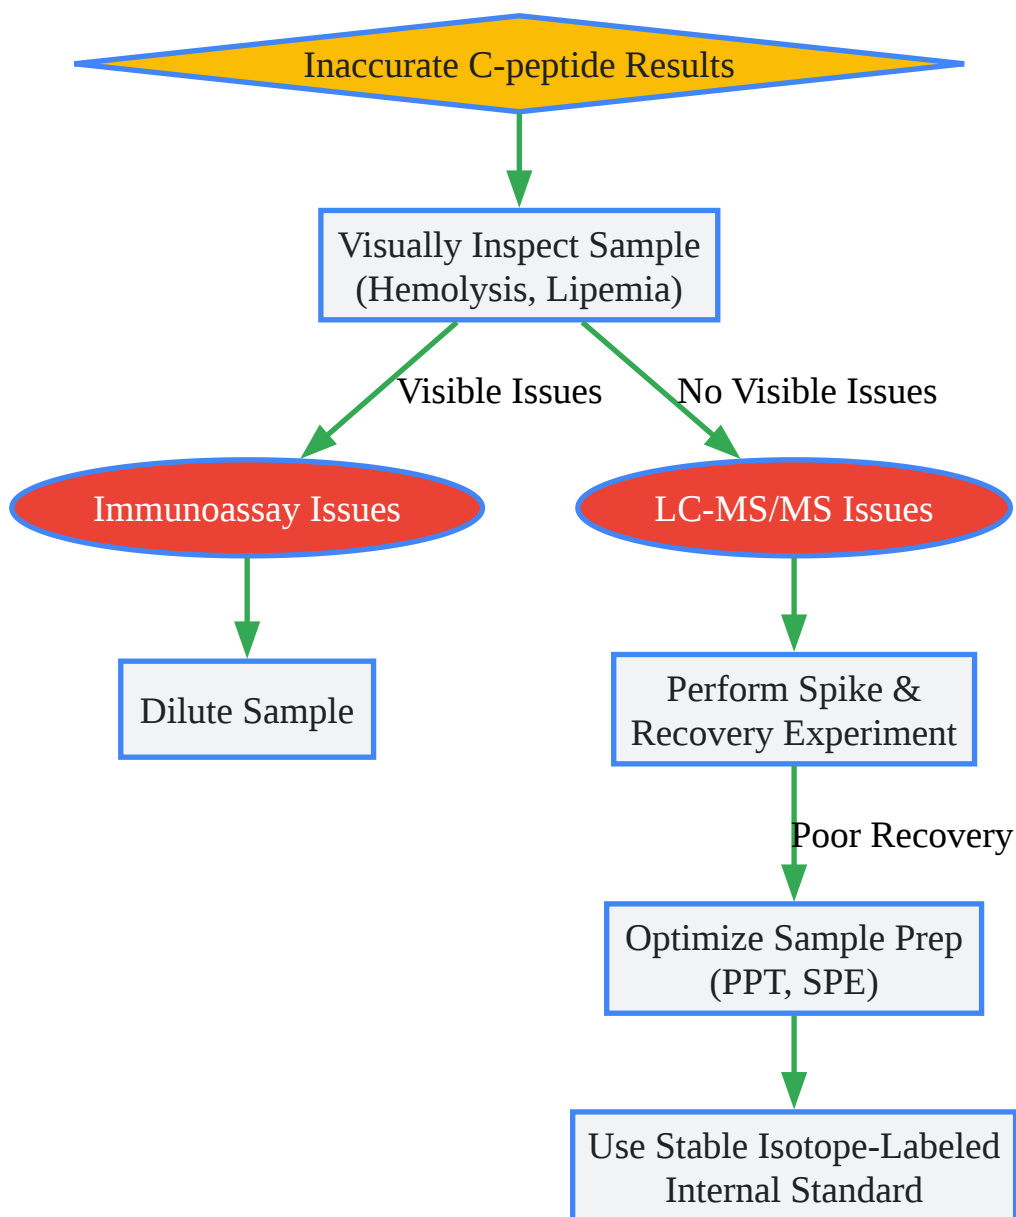 Inaccurate C-peptide Results
Visually Inspect Sample
(Hemolysis, Lipemia)
Visible Issues
No Visible Issues
Immunoassay Issues
LC-MS/MS Issues
Dilute Sample
Perform Spike &
Recovery Experiment
Poor Recovery
Optimize Sample Prep
(PPT, SPE)
Use Stable Isotope-Labeled
Internal Standard